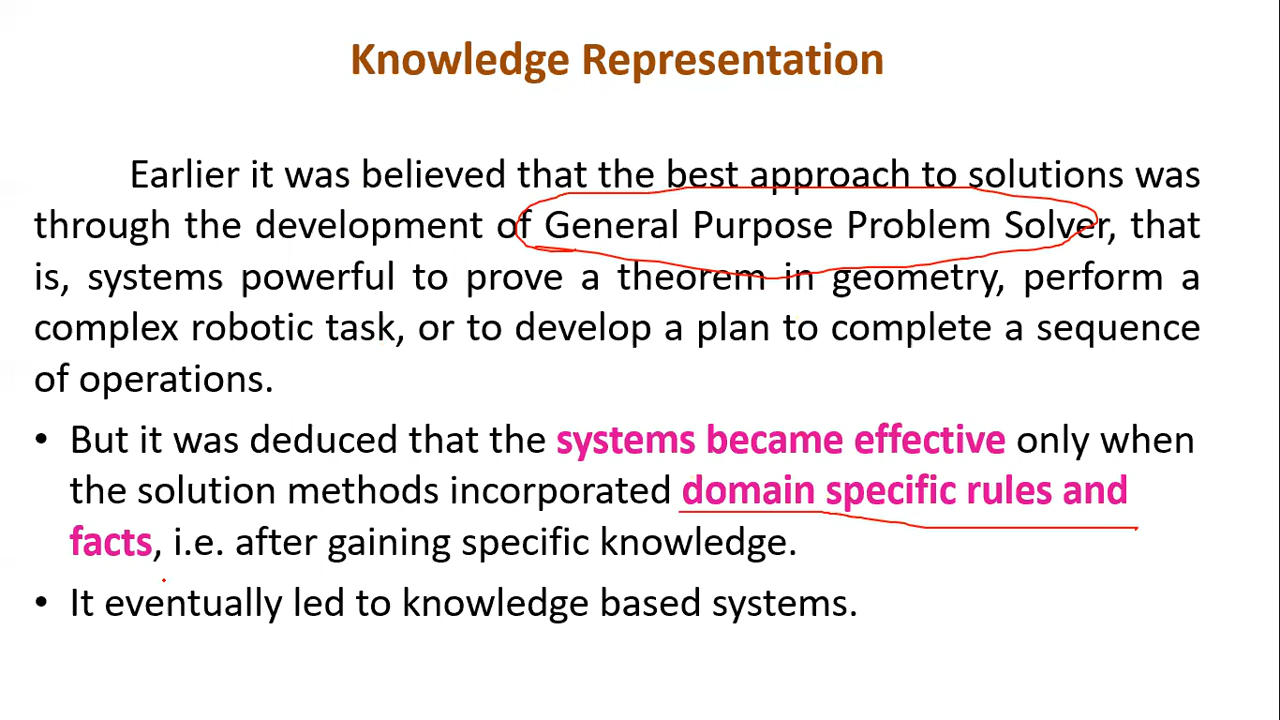 Knowledge Representation
Earlier it was believed that the best approach to solutions was
through the development of General Purpose Problem Solver, that
is, systems powerful to prove a theorem in geometry, perform a
complex robotic task, or to develop a plan to complete a sequence
of operations.
• But it was deduced that the systems became effective only when
the solution methods incorporated domain specific rules and
facts, i.e. after gaining specific knowledge.
• It eventually led to knowledge based systems.